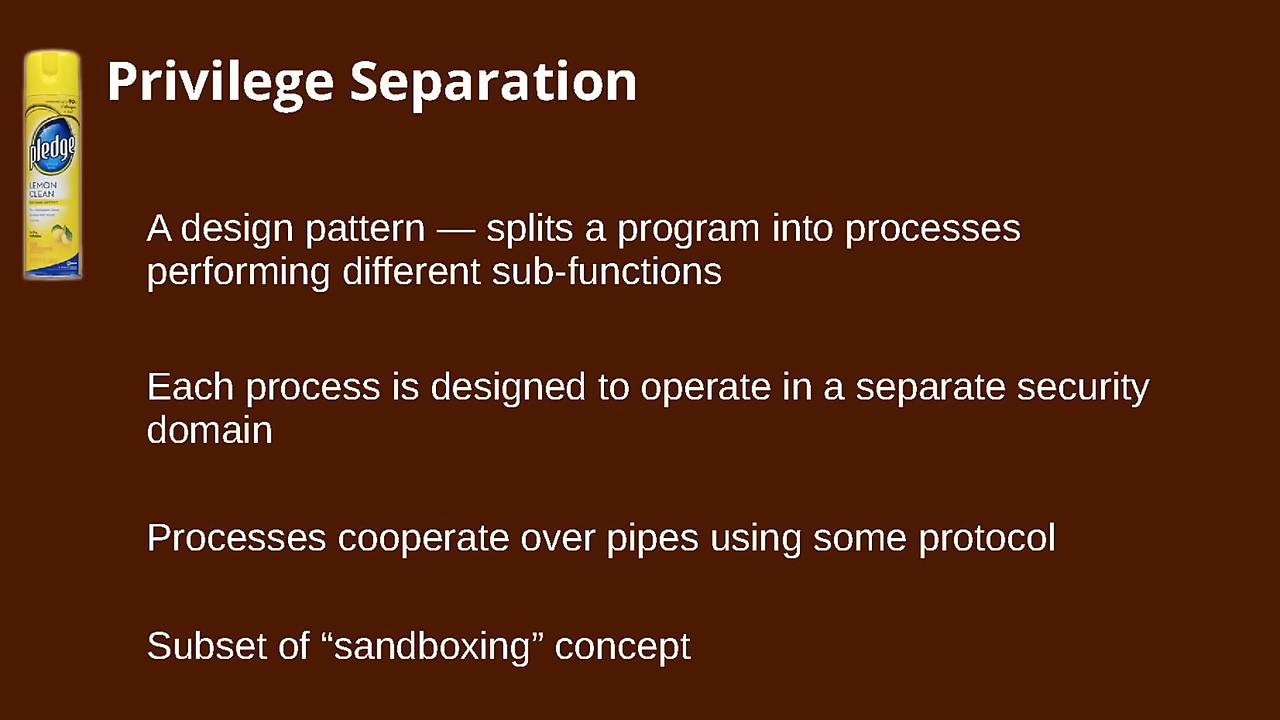 Privilege Separation
pledge
LEMON
CLEAN
A design pattern — splits a program into processes
performing different sub-functions
Each process is designed to operate in a separate security
domain
Processes cooperate over pipes using some protocol
Subset of “sandboxing” concept